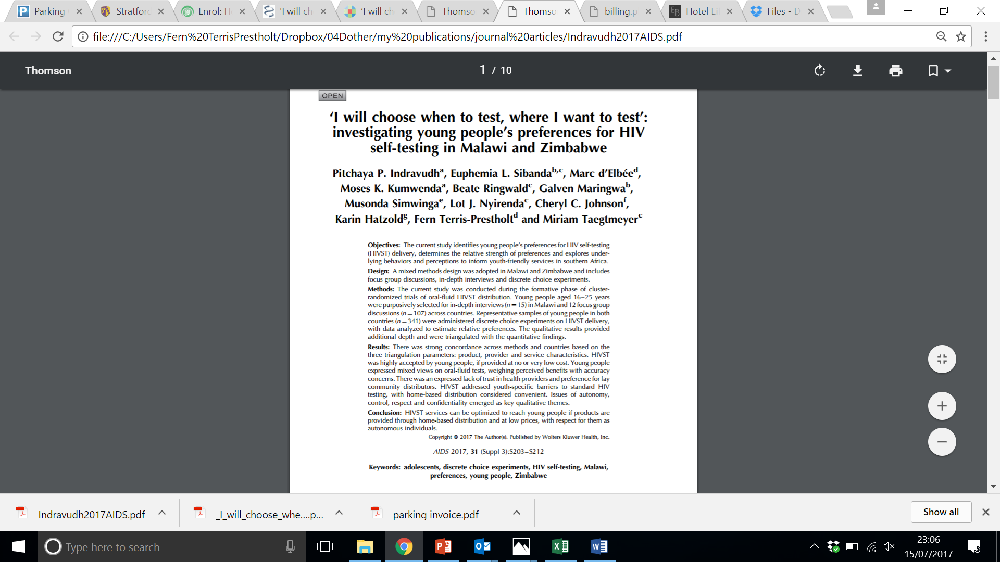 Parking
Stratford
Enrol: H
'I will ch
'I will ch
Thomso
Thomso
billing.p
Hotel Eif
Files - D
file:///C:/Users/Fern%20TerrisPrestholt/Dropbox/04Dother/my%20publications/journal%20articles/Indravudh2017AIDS.pdf
Thomson
1 / 10
OPEN
‘I will choose when to test, where I want to test’:
investigating young people’s preferences for HIV
self-testing in Malawi and Zimbabwe
Pitchaya P. Indravudhᵃ, Euphemia L. Sibandaᵇ,ᶜ, Marc d’Elbéeᵈ,
Moses K. Kumwendaᵃ, Beate Ringwaldᶜ, Galven Maringwaᵇ,
Musonda Simwingaᵉ, Lot J. Nyirendaᶜ, Cheryl C. Johnsonᶠ,
Karin Hatzoldᵍ, Fern Terris-Prestholtᵈ and Miriam Taegtmeyerᶜ
Objectives: The current study identifies young people’s preferences for HIV self-testing
(HIVST) delivery, determines the relative strength of preferences and explores under-
lying behaviors and perceptions to inform youth-friendly services in southern Africa.
Design: A mixed methods design was adopted in Malawi and Zimbabwe and includes
focus group discussions, in-depth interviews and discrete choice experiments.
Methods: The current study was conducted during the formative phase of cluster-
randomized trials of oral-fluid HIVST distribution. Young people aged 16–25 years
were purposively selected for in-depth interviews (n = 15) in Malawi and 12 focus group
discussions (n = 107) across countries. Representative samples of young people in both
countries (n = 341) were administered discrete choice experiments on HIVST delivery,
with data analyzed to estimate relative preferences. The qualitative results provided
additional depth and were triangulated with the quantitative findings.
Results: There was strong concordance across methods and countries based on the
three triangulation parameters: product, provider and service characteristics. HIVST
was highly accepted by young people, if provided at no or very low cost. Young people
expressed mixed views on oral-fluid tests, weighing perceived benefits with accuracy
concerns. There was an expressed lack of trust in health providers and preference for lay
community distributors. HIVST addressed youth-specific barriers to standard HIV
testing, with home-based distribution considered convenient. Issues of autonomy,
control, respect and confidentiality emerged as key qualitative themes.
Conclusion: HIVST services can be optimized to reach young people if products are
provided through home-based distribution and at low prices, with respect for them as
autonomous individuals.
Copyright © 2017 The Author(s). Published by Wolters Kluwer Health, Inc.
AIDS 2017, 31 (Suppl 3):S203–S212
Keywords: adolescents, discrete choice experiments, HIV self-testing, Malawi,
preferences, young people, Zimbabwe
Indravudh2017AIDS.pdf
_I_will_choose_whe....p...
parking invoice.pdf
Show all
Type here to search
23:06
15/07/2017